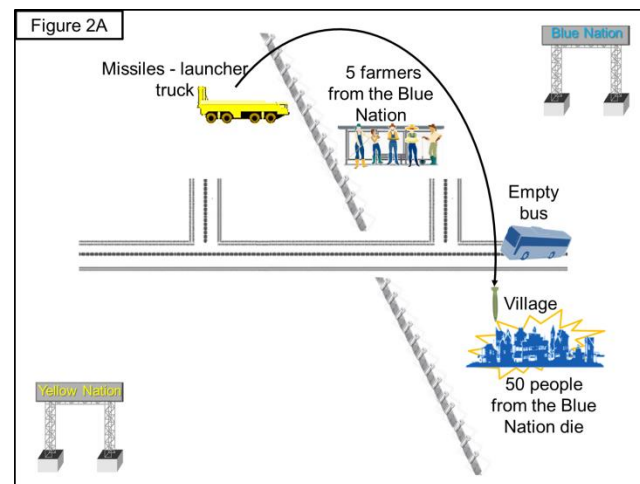 Figure 2A
Blue Nation
Missiles - launcher
truck
5 farmers
from the Blue
Nation
Empty
bus
Village
50 people
from the Blue
Nation die
Yellow Nation